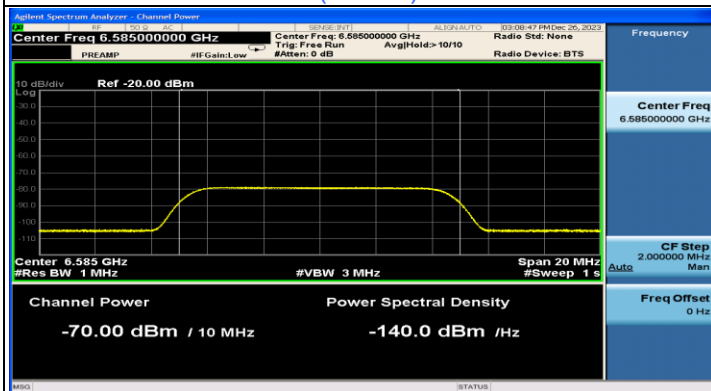 Agilent Spectrum Analyzer - Channel Power
RF 50 Ω AC SENSE:INT ALIGN AUTO 03:08:47 PM Dec 26, 2023
Center Freq 6.585000000 GHz
Center Freq: 6.585000000 GHz
Radio Std: None
Trig: Free Run Avg|Hold:>10/10
PREAMP #IFGain:Low #Atten: 0 dB Radio Device: BTS
Frequency
10 dB/div Ref -20.00 dBm
Log
-30.0
-40.0
-50.0
-60.0
-70.0
-80.0
-90.0
-100
-110
Center Freq
6.585000000 GHz
Center 6.585 GHz Span 20 MHz
#Res BW 1 MHz #VBW 3 MHz #Sweep 1 s
CF Step
2.000000 MHz
Auto Man
Freq Offset
0 Hz
Channel Power Power Spectral Density
-70.00 dBm / 10 MHz -140.0 dBm /Hz
MSG STATUS